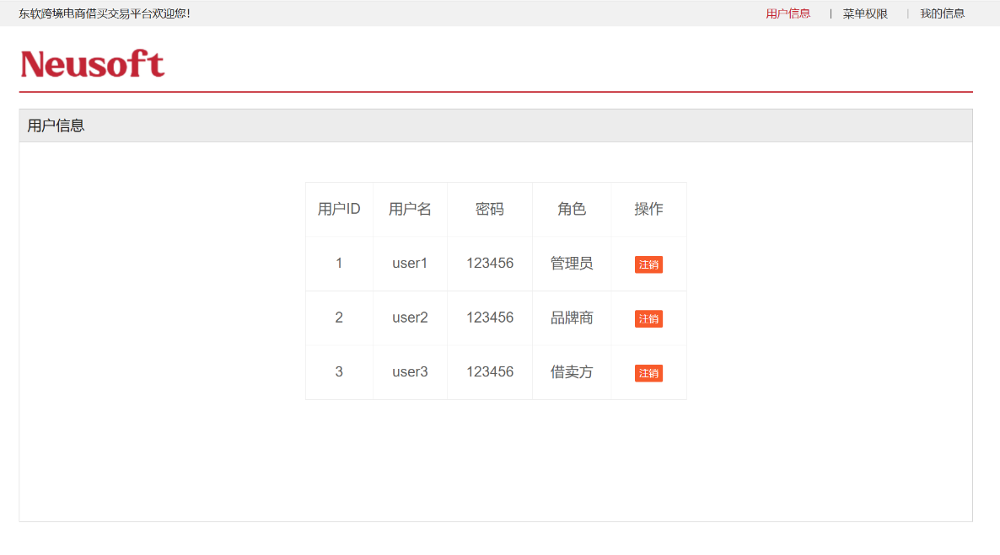 东软跨境电商借买交易平台欢迎您！ 用户信息 | 菜单权限 | 我的信息
Neusoft
用户信息
用户ID 用户名 密码 角色 操作
1 user1 123456 管理员 注销
2 user2 123456 品牌商 注销
3 user3 123456 借卖方 注销